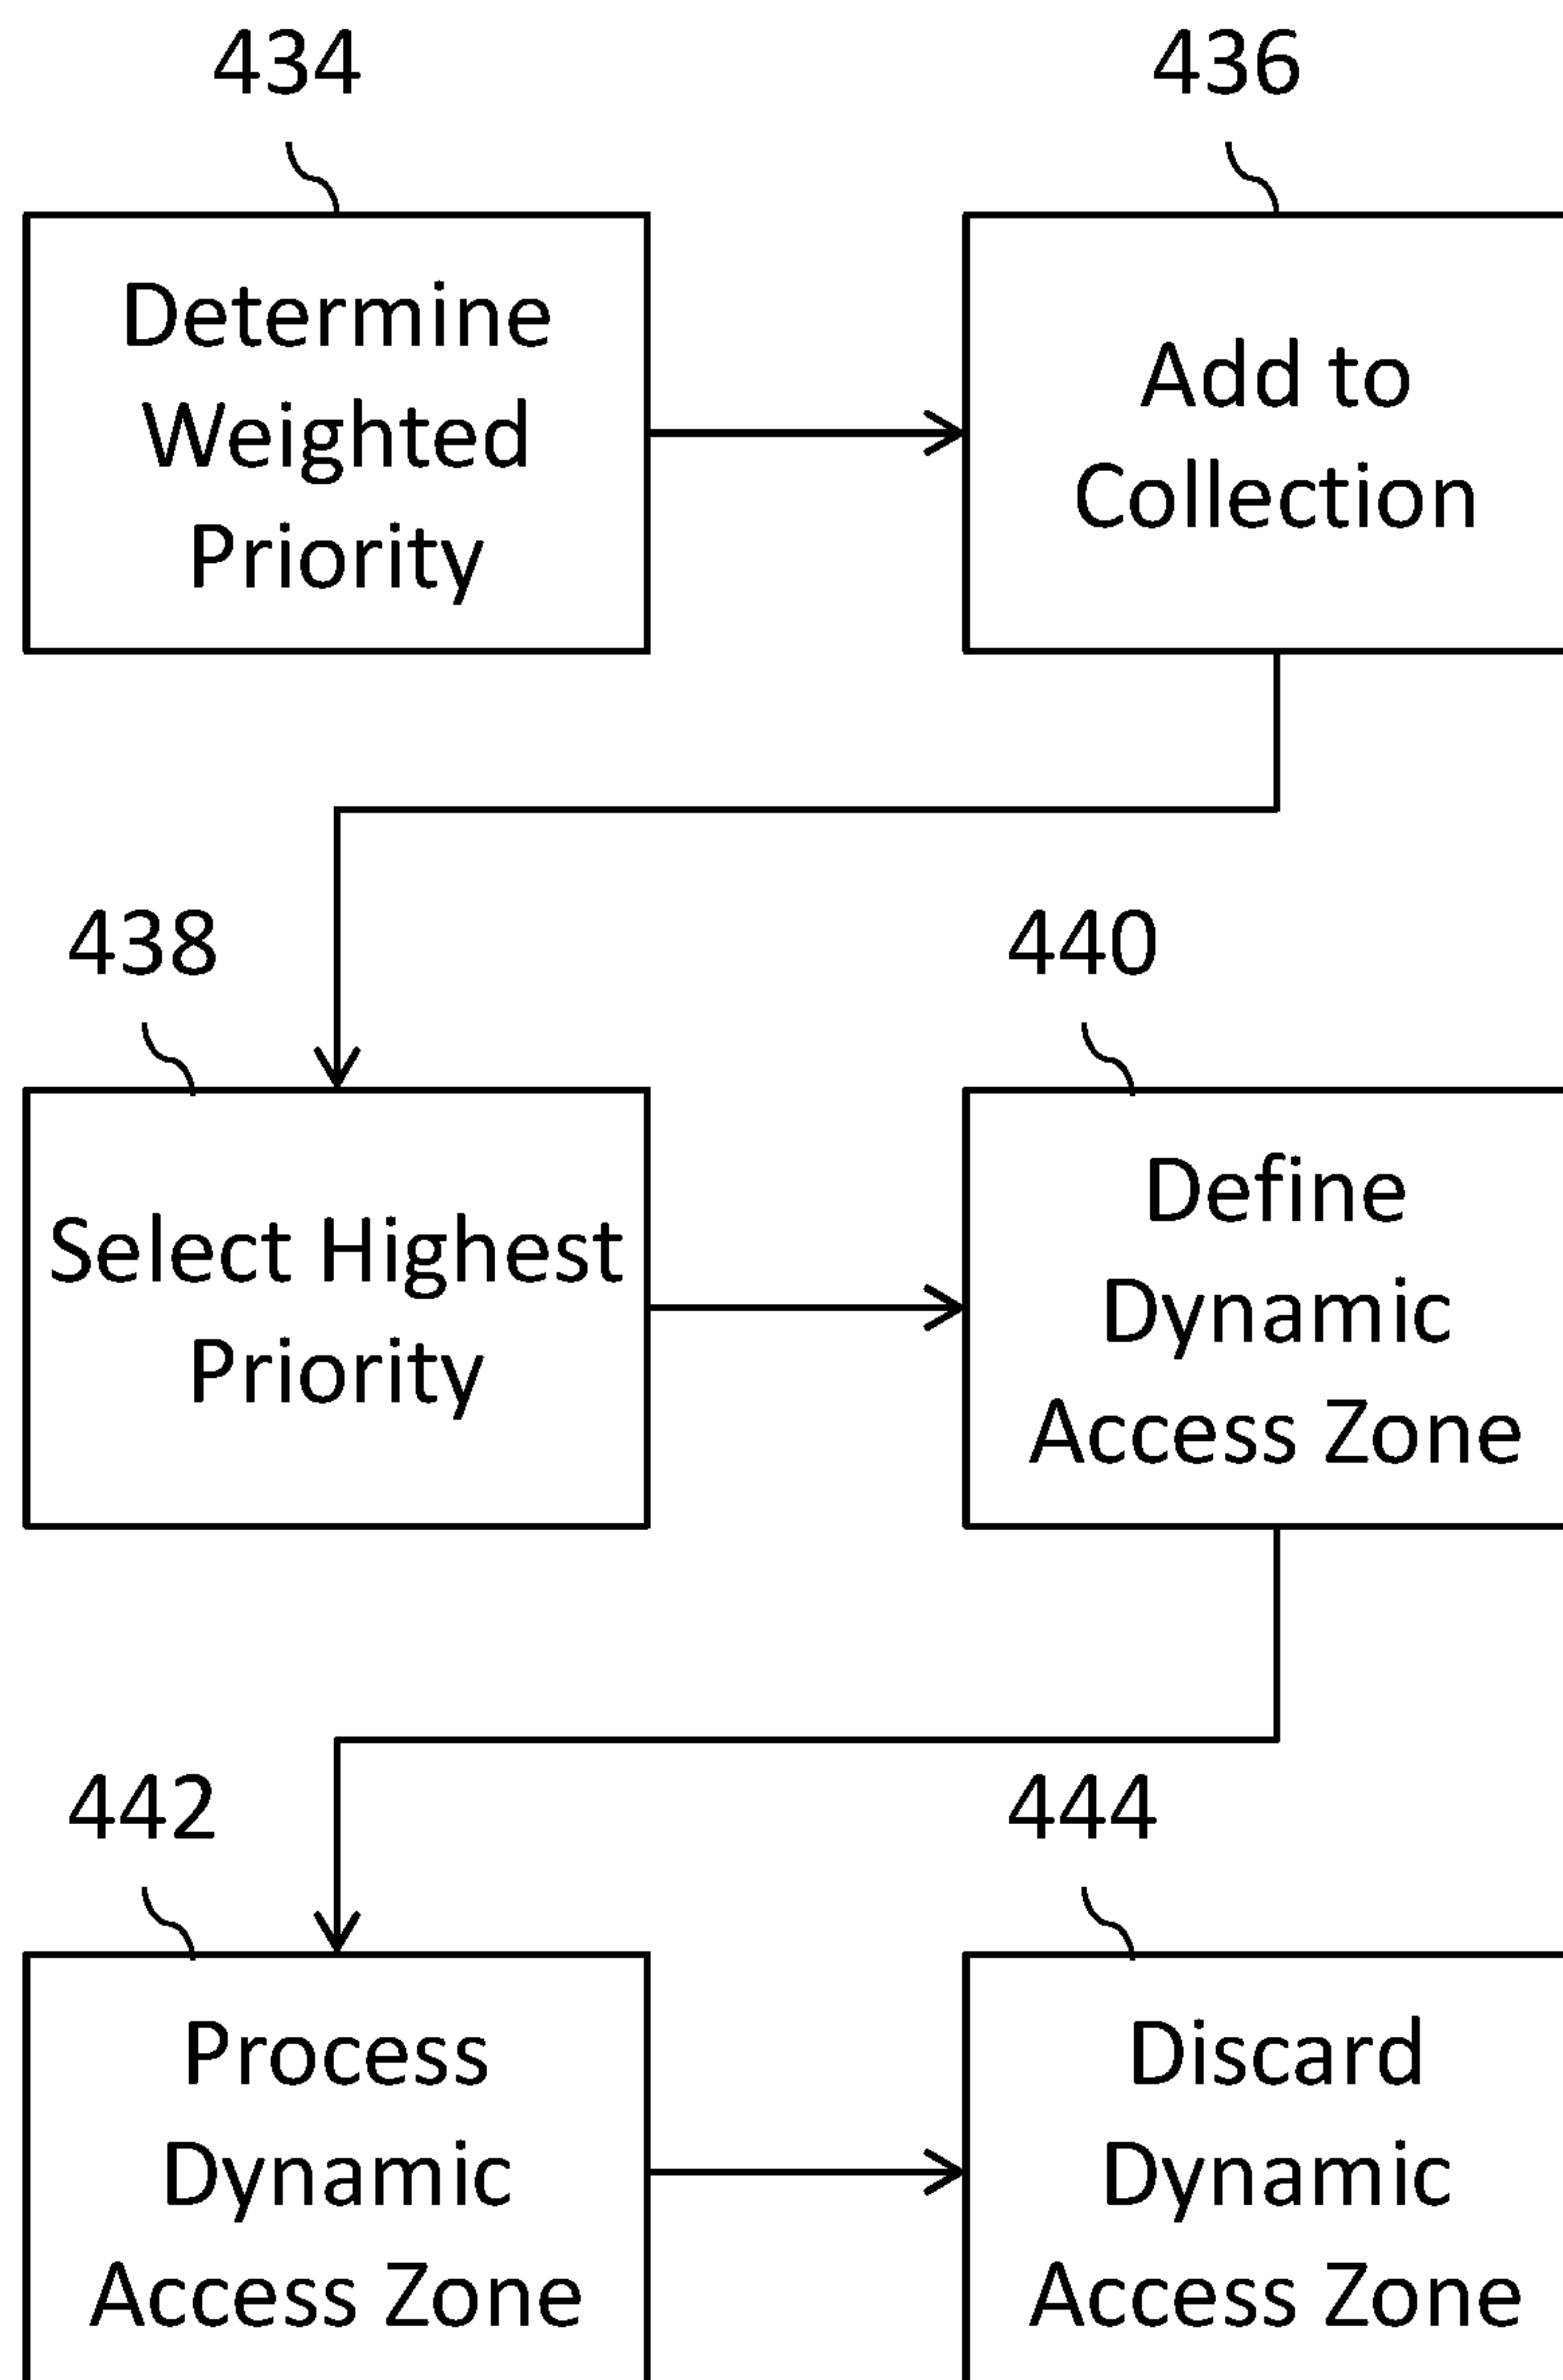 434
Determine
Weighted
Priority
436
Add to
Collection
438
Select Highest
Priority
440
Define
Dynamic
Access Zone
442
Process
Dynamic
Access Zone
444
Discard
Dynamic
Access Zone